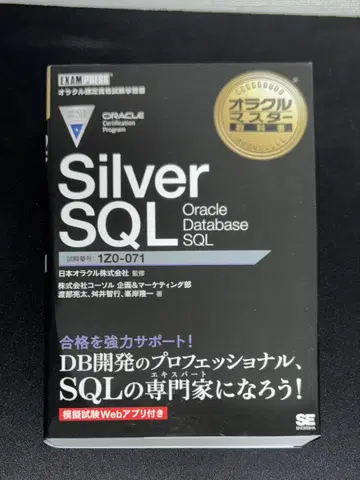 EXAMPRESS
オラクル認定資格試験学習書
ORACLE
Certification
Program
オラクル
マスター
教科書
Silver
SQL
Oracle
Database
SQL
試験番号：1Z0-071
日本オラクル株式会社 監修
株式会社コーソル 企画&マーケティング部
渡部亮太、舛井智行、峯岸隆一 著
合格を強力サポート！
DB開発のプロフェッショナル、
エキスパート
SQLの専門家になろう！
模擬試験Webアプリ付き
SE
SHOEISHA